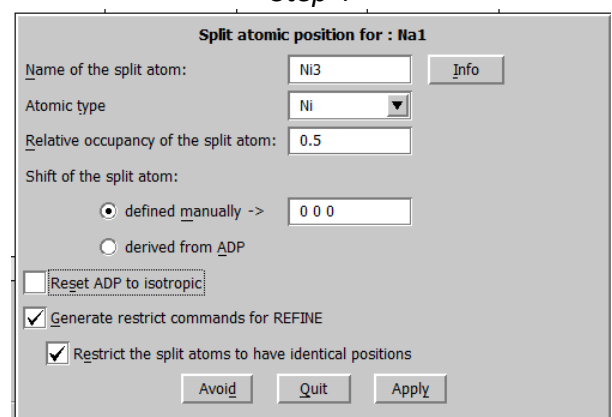 Split atomic position for : Na1
Name of the split atom: Ni3 Info
Atomic type Ni
Relative occupancy of the split atom: 0.5
Shift of the split atom:
defined manually -> 0 0 0
derived from ADP
Reset ADP to isotropic
Generate restrict commands for REFINE
Restrict the split atoms to have identical positions
Avoid Quit Apply